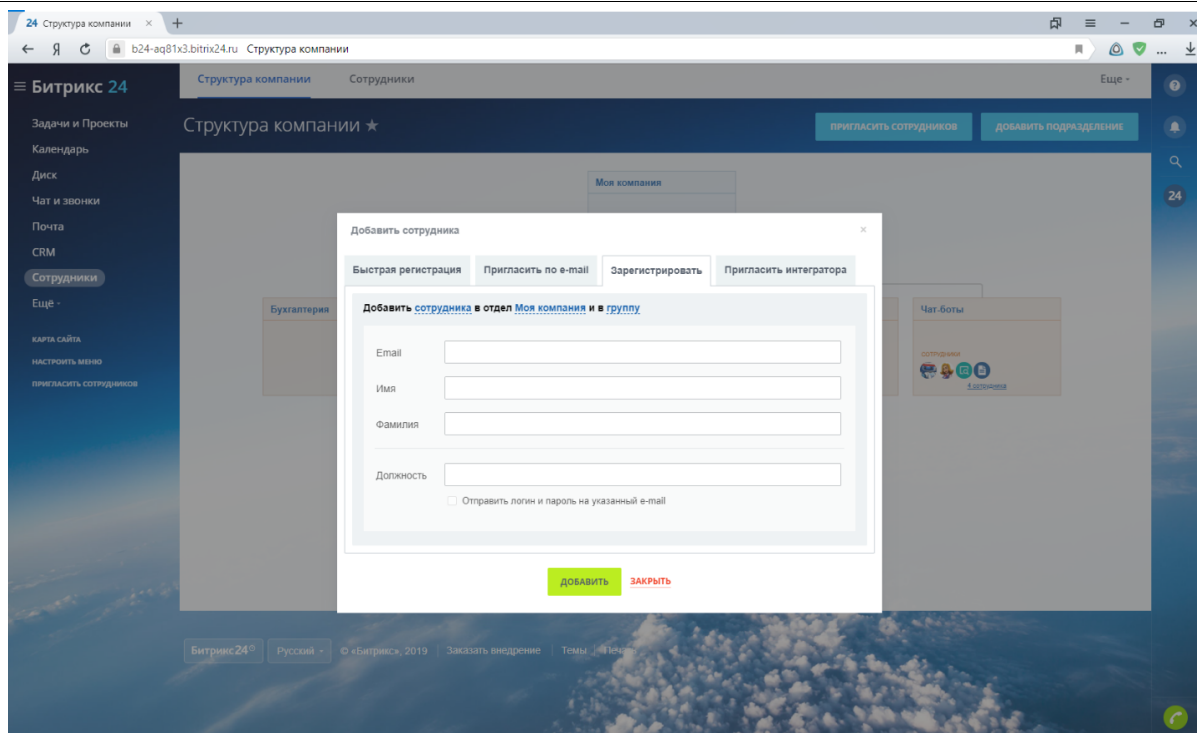 24 Структура компании
b24-aq81x3.bitrix24.ru Структура компании
Битрикс 24
Структура компании Сотрудники Еще
Задачи и Проекты
Календарь
Диск
Чат и звонки
Почта
CRM
Сотрудники
Ещё
КАРТА САЙТА
НАСТРОИТЬ МЕНЮ
ПРИГЛАСИТЬ СОТРУДНИКОВ
Структура компании
ПРИГЛАСИТЬ СОТРУДНИКОВ ДОБАВИТЬ ПОДРАЗДЕЛЕНИЕ
24
Моя компания
Бухгалтерия
Чат-боты
СОТРУДНИКИ
4 сотрудника
Добавить сотрудника
Быстрая регистрация Пригласить по e-mail Зарегистрировать Пригласить интегратора
Добавить сотрудника в отдел Моя компания и в группу
Email
Имя
Фамилия
Должность
Отправить логин и пароль на указанный e-mail
ДОБАВИТЬ ЗАКРЫТЬ
Битрикс24 Русский © «Битрикс», 2019 Заказать внедрение Темы Печать